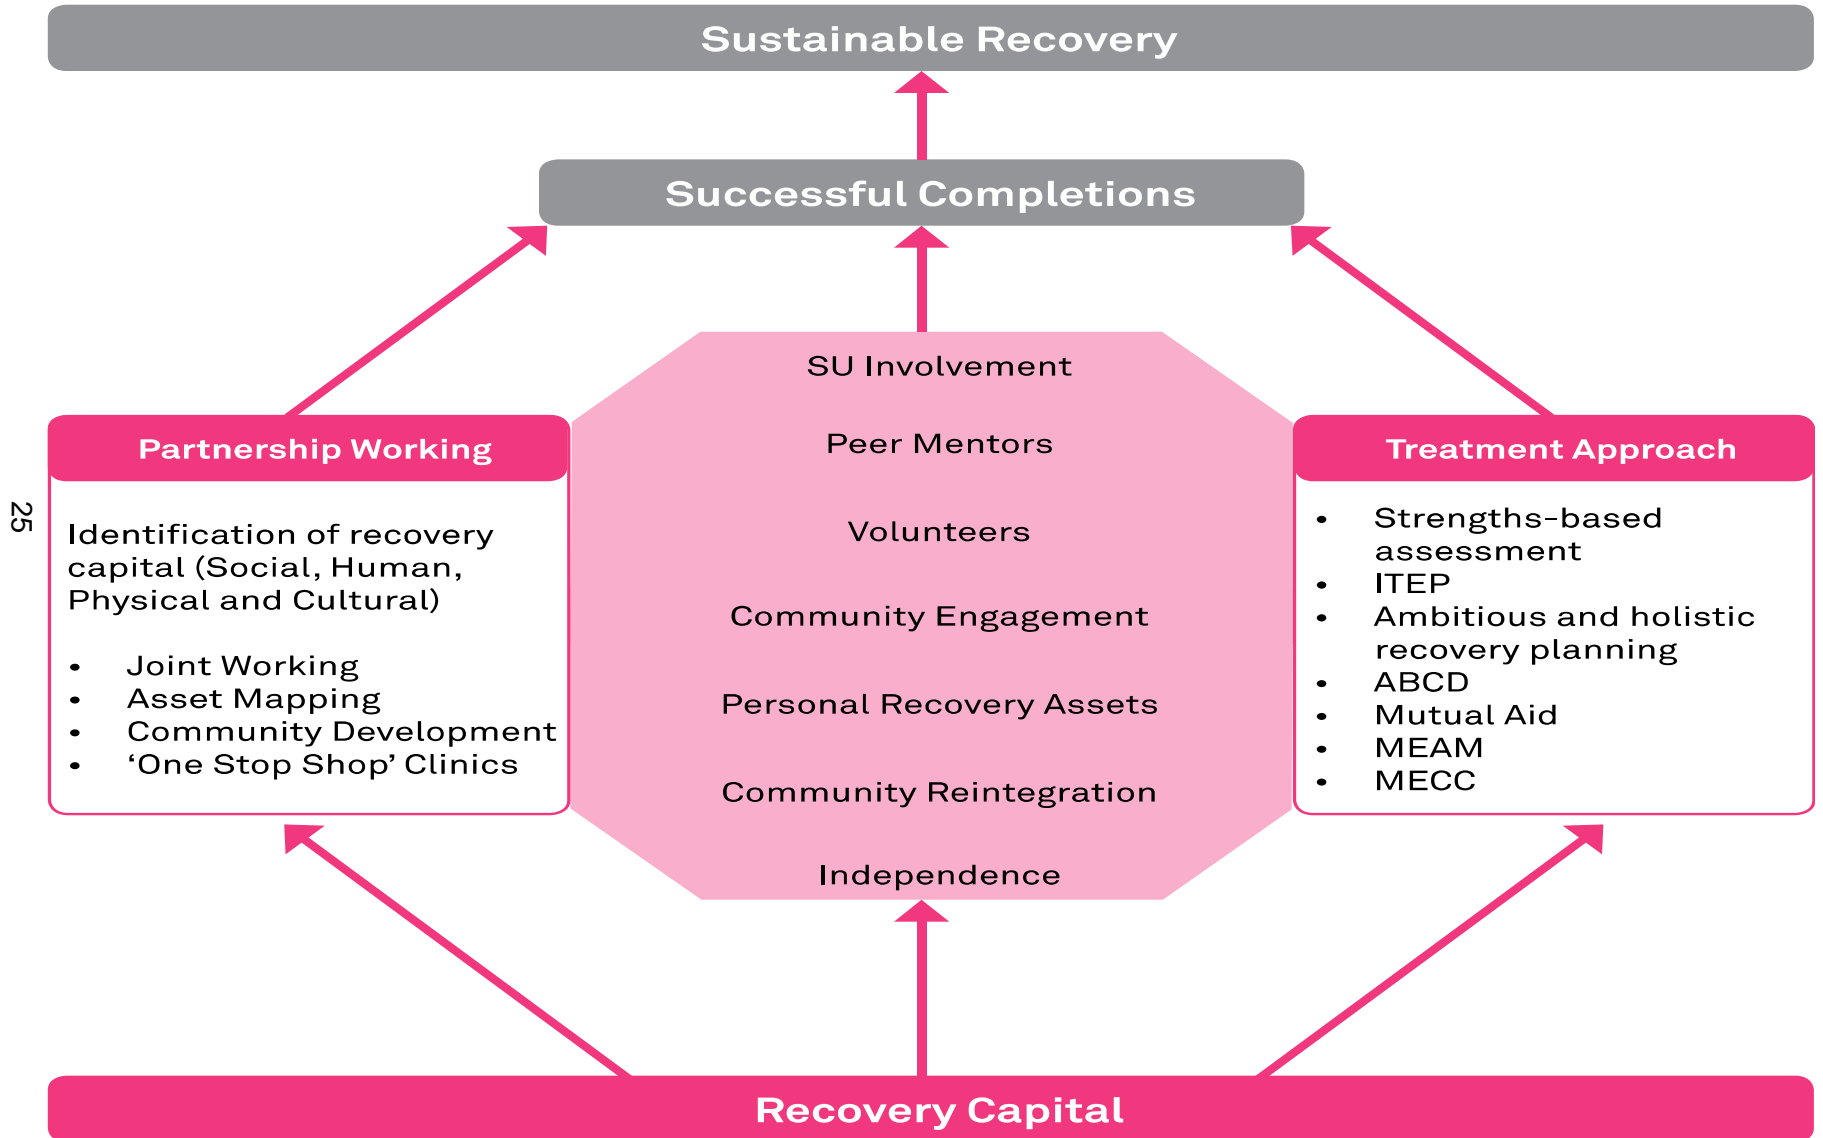 Sustainable Recovery
Successful Completions
SU Involvement
Peer Mentors
Volunteers
Community Engagement
Personal Recovery Assets
Community Reintegration
Independence
Partnership Working
Identification of recovery
capital (Social, Human,
Physical and Cultural)
• Joint Working
• Asset Mapping
• Community Development
• ‘One Stop Shop’ Clinics
Treatment Approach
• Strengths-based
assessment
• ITEP
• Ambitious and holistic
recovery planning
• ABCD
• Mutual Aid
• MEAM
• MECC
Recovery Capital
25